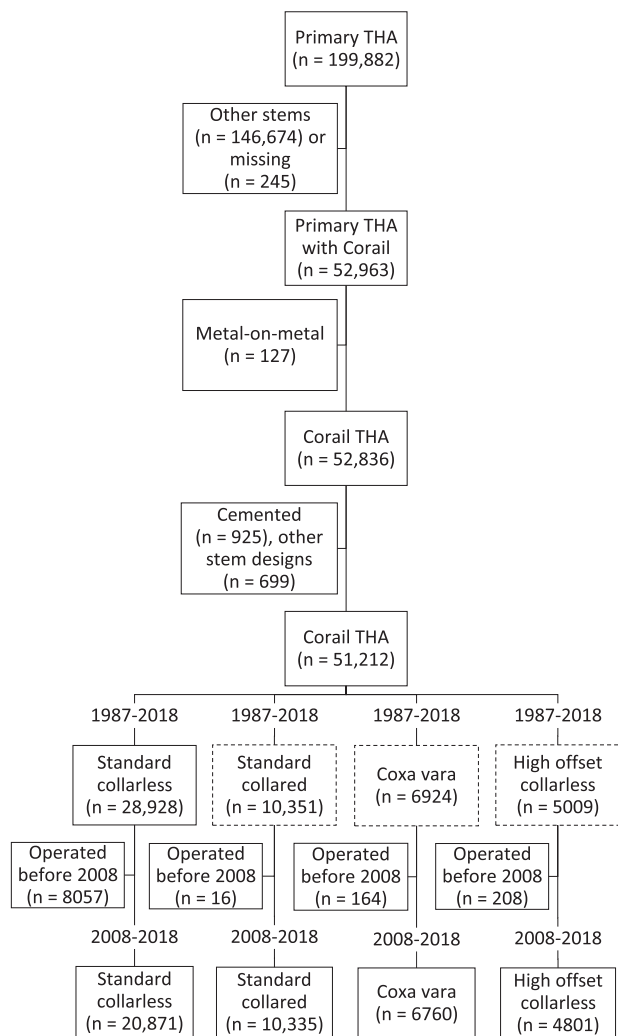 Primary THA
(n = 199,882)
Other stems
(n = 146,674) or
missing
(n = 245)
Primary THA
with Corail
(n = 52,963)
Metal-on-metal
(n = 127)
Corail THA
(n = 52,836)
Cemented
(n = 925), other
stem designs
(n = 699)
Corail THA
(n = 51,212)
1987-2018
1987-2018
1987-2018
1987-2018
Standard
collarless
(n = 28,928)
Standard
collared
(n = 10,351)
Coxa vara
(n = 6924)
High offset
collarless
(n = 5009)
Operated
before 2008
(n = 8057)
Operated
before 2008
(n = 16)
Operated
before 2008
(n = 164)
Operated
before 2008
(n = 208)
2008-2018
2008-2018
2008-2018
2008-2018
Standard
collarless
(n = 20,871)
Standard
collared
(n = 10,335)
Coxa vara
(n = 6760)
High offset
collarless
(n = 4801)